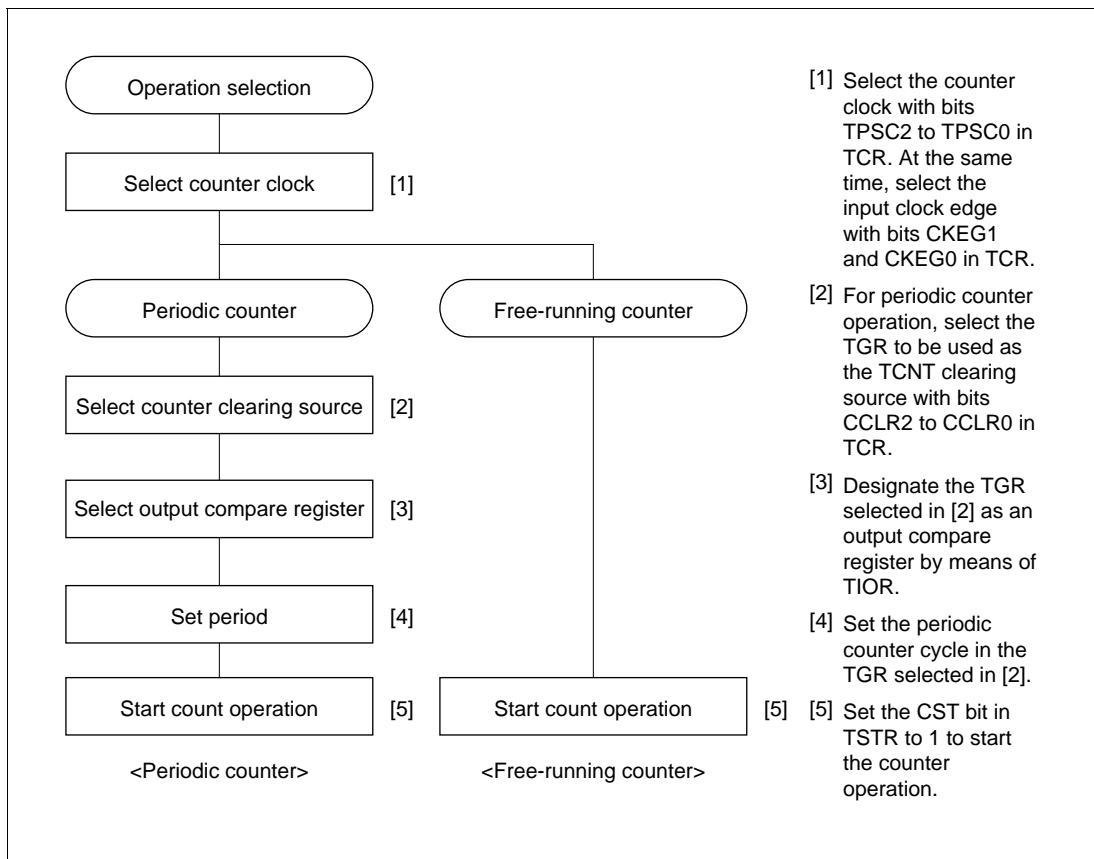 Operation selection
Select counter clock
[1]
Periodic counter
Free-running counter
Select counter clearing source
[2]
Select output compare register
[3]
Set period
[4]
Start count operation
[5]
Start count operation
[5]
<Periodic counter>
<Free-running counter>
[1] Select the counter
clock with bits
TPSC2 to TPSC0 in
TCR. At the same
time, select the
input clock edge
with bits CKEG1
and CKEG0 in TCR.
[2] For periodic counter
operation, select the
TGR to be used as
the TCNT clearing
source with bits
CCLR2 to CCLR0 in
TCR.
[3] Designate the TGR
selected in [2] as an
output compare
register by means of
TIOR.
[4] Set the periodic
counter cycle in the
TGR selected in [2].
[5] Set the CST bit in
TSTR to 1 to start
the counter
operation.